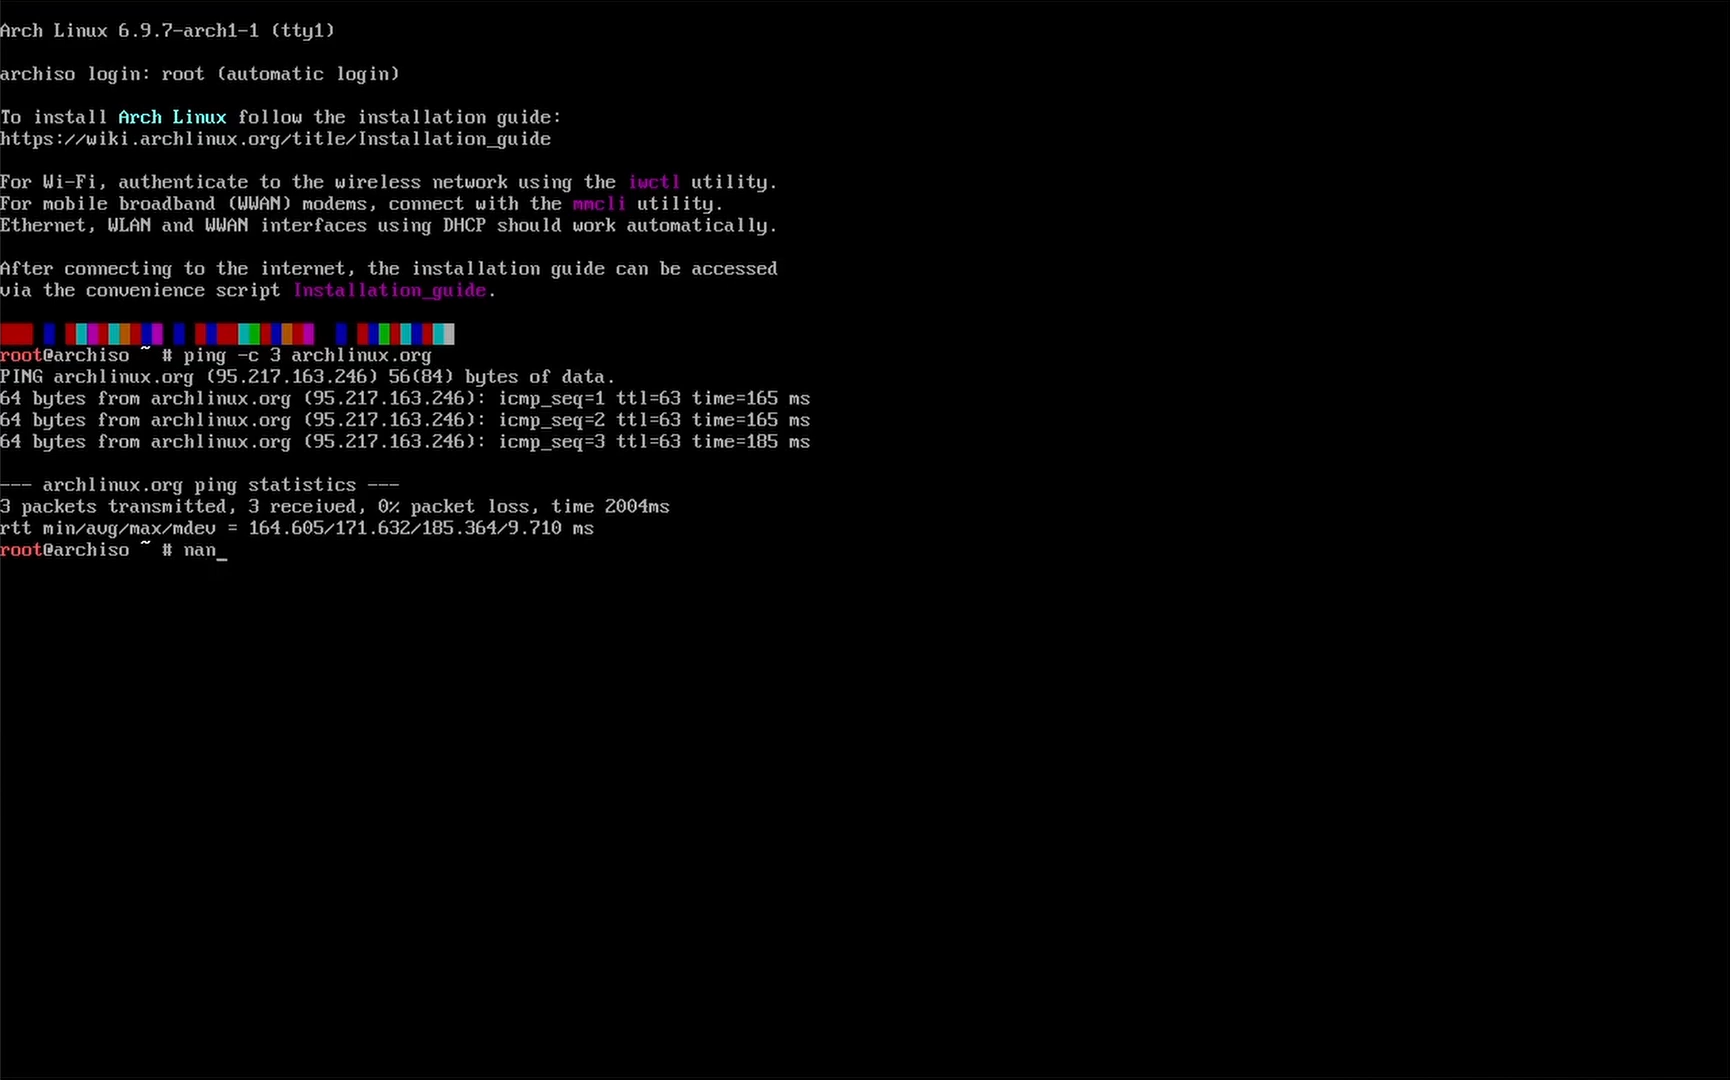 Arch Linux 6.9.7-arch1-1 (tty1)
archiso login: root (automatic login)
To install Arch Linux follow the installation guide:
https://wiki.archlinux.org/title/Installation_guide
For Wi-Fi, authenticate to the wireless network using the iwctl utility.
For mobile broadband (WWAN) modems, connect with the mmcli utility.
Ethernet, WLAN and WWAN interfaces using DHCP should work automatically.
After connecting to the internet, the installation guide can be accessed
via the convenience script Installation_guide.
root@archiso ~ # ping -c 3 archlinux.org
PING archlinux.org (95.217.163.246) 56(84) bytes of data.
64 bytes from archlinux.org (95.217.163.246): icmp_seq=1 ttl=63 time=165 ms
64 bytes from archlinux.org (95.217.163.246): icmp_seq=2 ttl=63 time=165 ms
64 bytes from archlinux.org (95.217.163.246): icmp_seq=3 ttl=63 time=185 ms
--- archlinux.org ping statistics ---
3 packets transmitted, 3 received, 0% packet loss, time 2004ms
rtt min/avg/max/mdev = 164.605/171.632/185.364/9.710 ms
root@archiso ~ # nan_